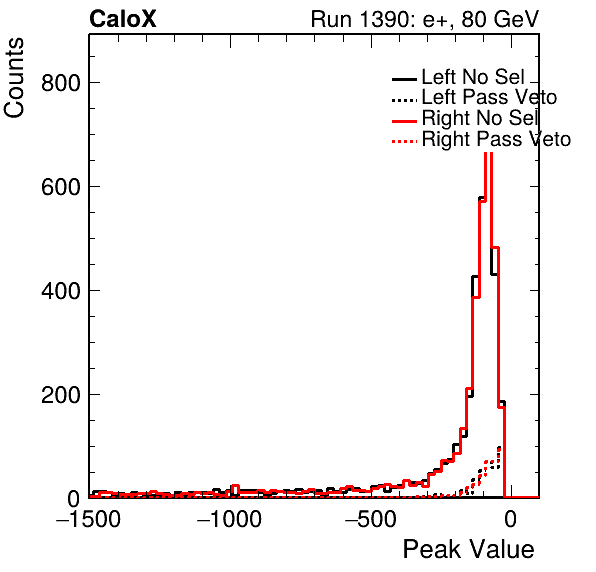 CaloX Run 1390: e+, 80 GeV
Counts
Left No Sel
Left Pass Veto
Right No Sel
Right Pass Veto
800
600
400
200
0
−1500 −1000 −500 0
Peak Value